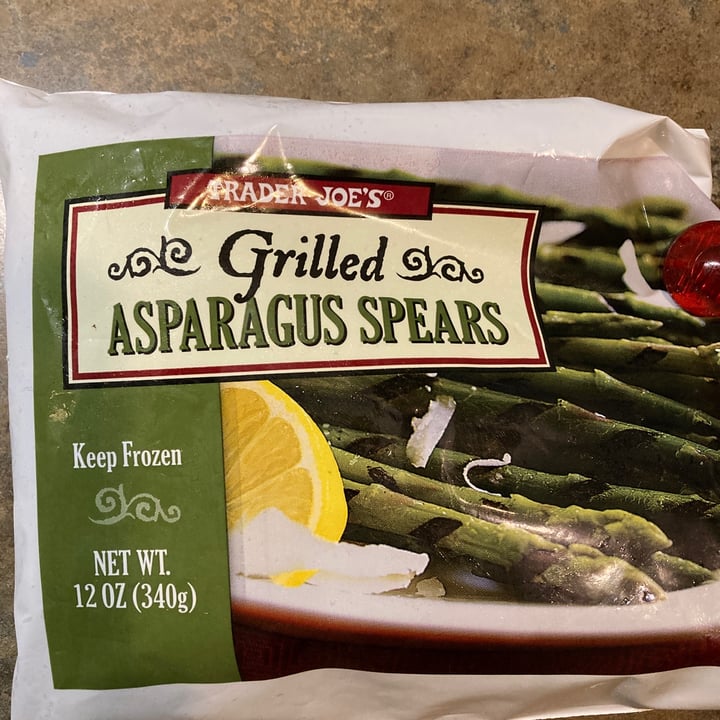 TRADER JOE'S®
Grilled
ASPARAGUS SPEARS
Keep Frozen
NET WT.
12 OZ (340g)